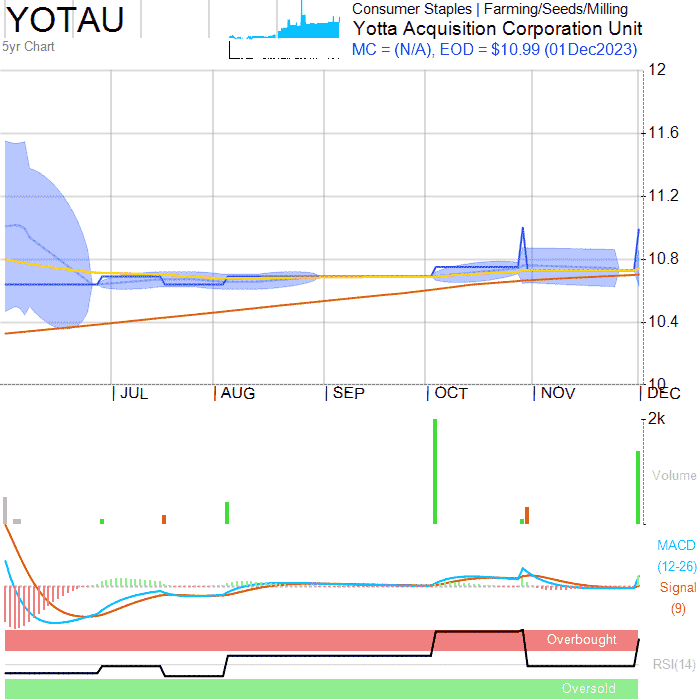 YOTAU
5yr Chart
Consumer Staples | Farming/Seeds/Milling
Yotta Acquisition Corporation Unit
MC = (N/A), EOD = $10.99 (01Dec2023)
12
11.6
11.2
10.8
10.4
10
JUL AUG SEP OCT NOV DEC
2k
Volume
MACD
(12-26)
Signal
(9)
Overbought
RSI(14)
Oversold